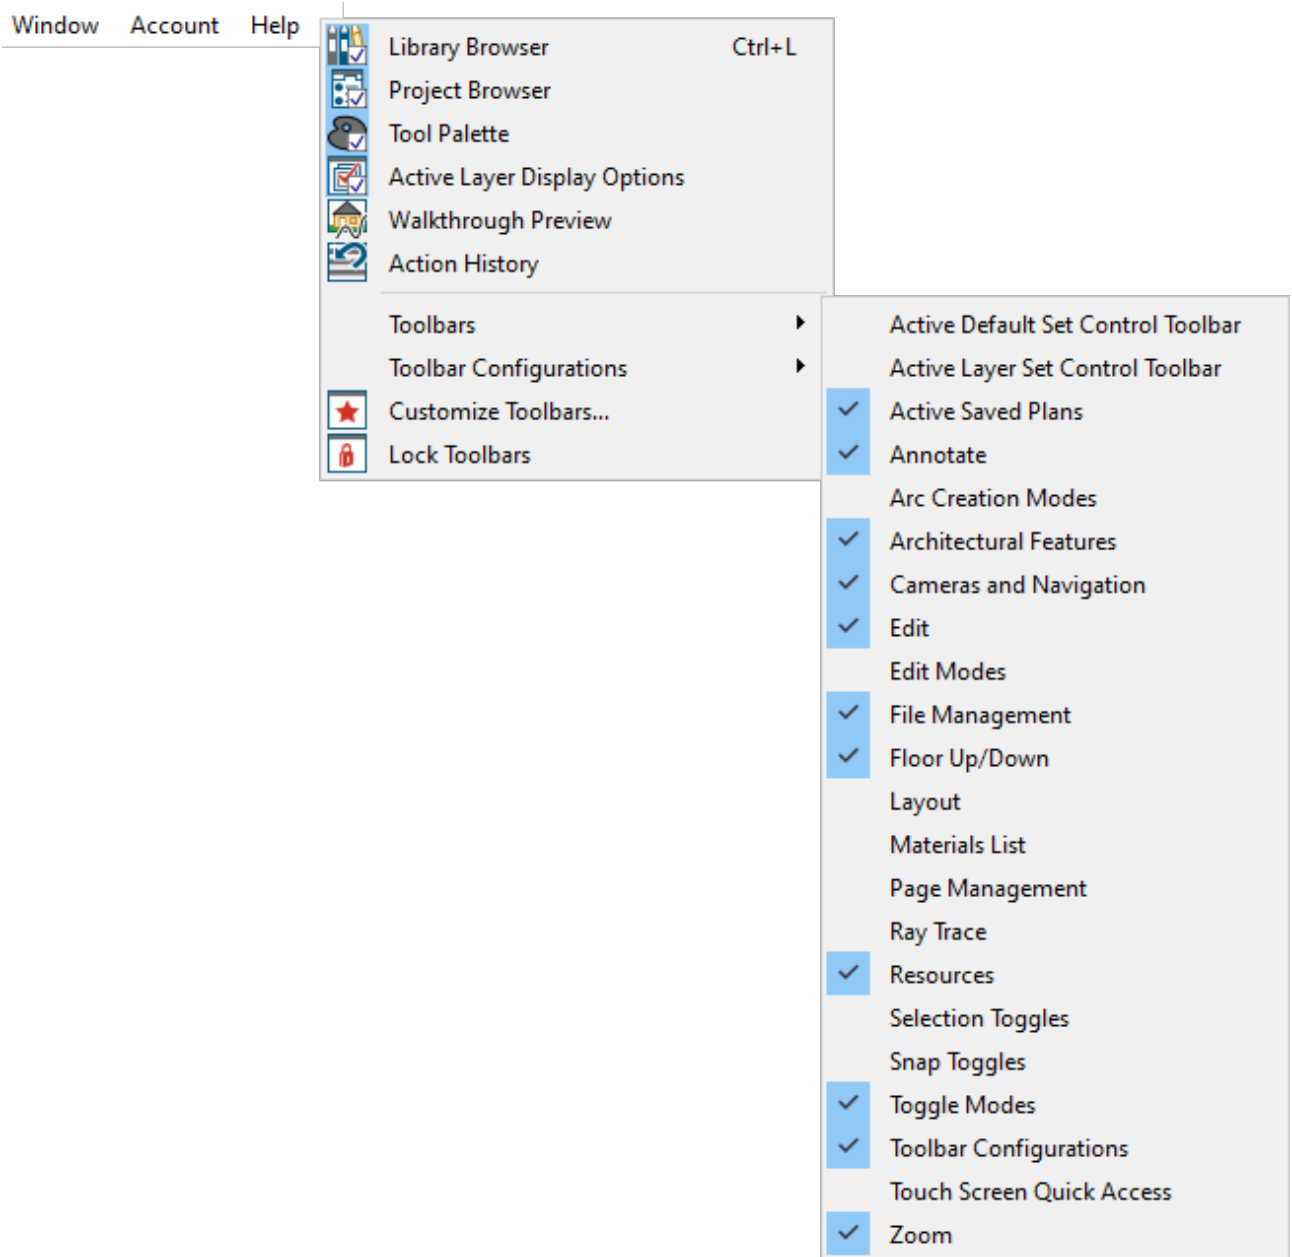 Window Account Help
Library Browser Ctrl+L
Project Browser
Tool Palette
Active Layer Display Options
Walkthrough Preview
Action History
Toolbars
Toolbar Configurations
Customize Toolbars...
Lock Toolbars
Active Default Set Control Toolbar
Active Layer Set Control Toolbar
Active Saved Plans
Annotate
Arc Creation Modes
Architectural Features
Cameras and Navigation
Edit
Edit Modes
File Management
Floor Up/Down
Layout
Materials List
Page Management
Ray Trace
Resources
Selection Toggles
Snap Toggles
Toggle Modes
Toolbar Configurations
Touch Screen Quick Access
Zoom